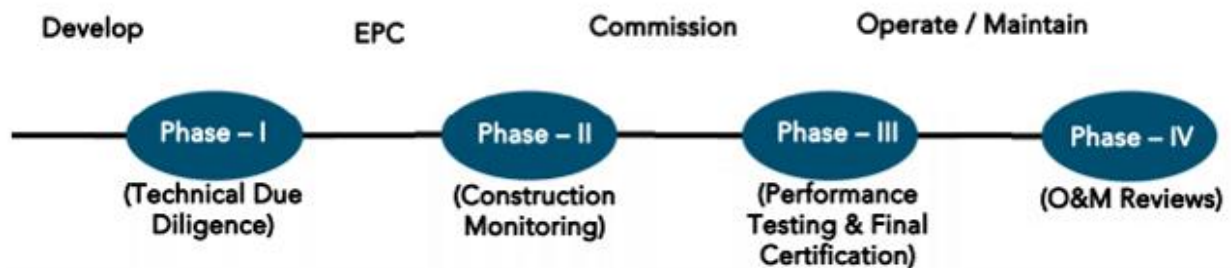 Develop
EPC
Commission
Operate / Maintain
Phase – I
Phase – II
Phase – III
Phase – IV
(Technical Due
Diligence)
(Construction
Monitoring)
(Performance
Testing & Final
Certification)
(O&M Reviews)